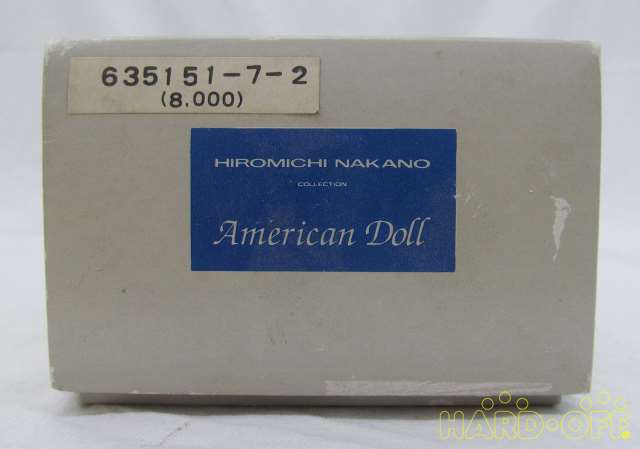 635151-7-2
(8,000)
HIROMICHI NAKANO
COLLECTION
American Doll
HARD-OFF